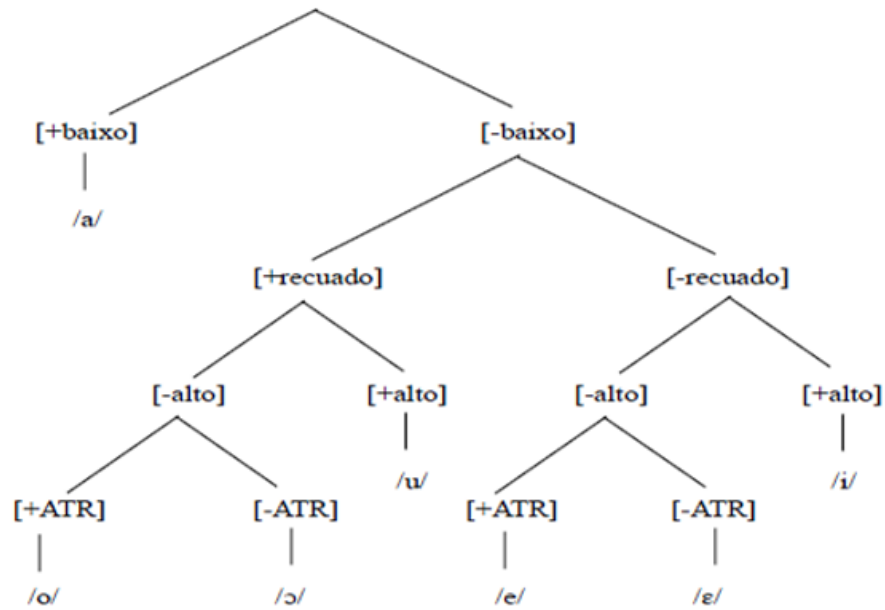 [+baixo] [-baixo]
/a/
[+recuado] [-recuado]
[-alto] [+alto] [-alto] [+alto]
/u/ /i/
[+ATR] [-ATR] [+ATR] [-ATR]
/o/ /ɔ/ /e/ /ɛ/